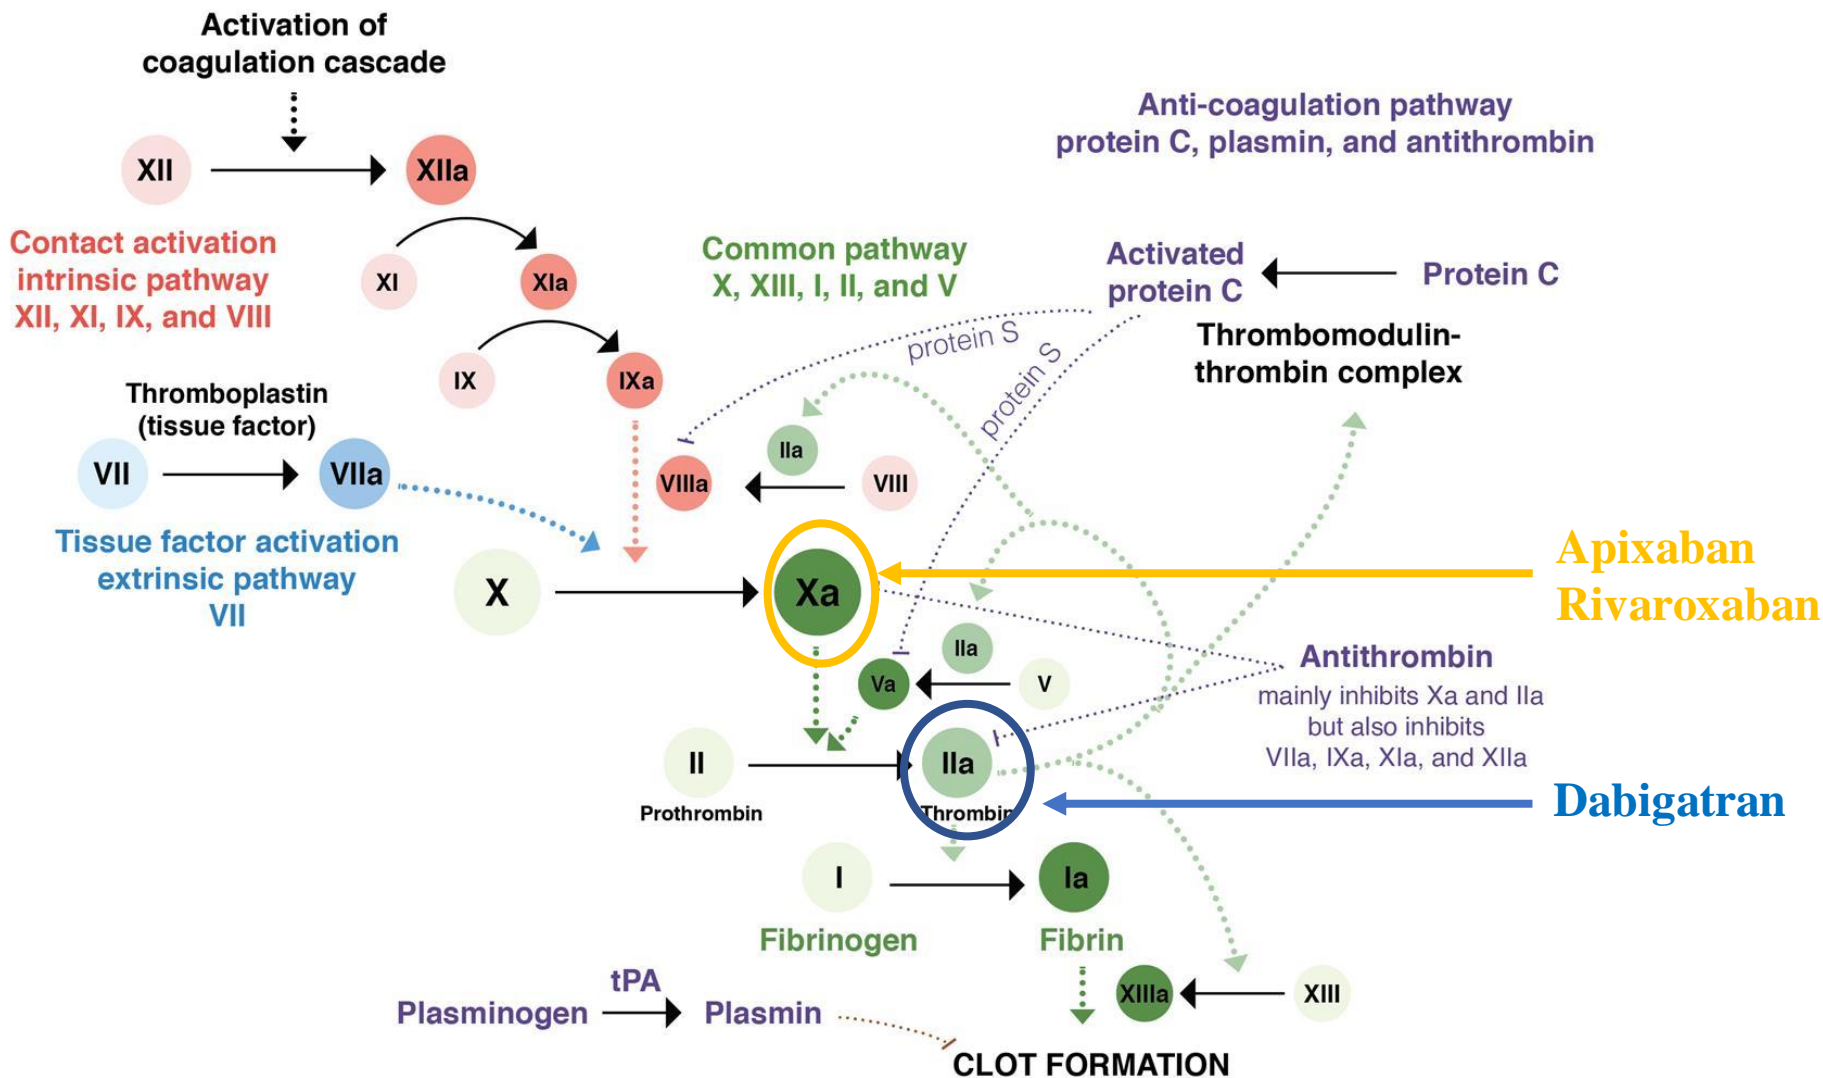 Activation of
coagulation cascade
Anti-coagulation pathway
protein C, plasmin, and antithrombin
XII
XIIa
Contact activation
intrinsic pathway
XII, XI, IX, and VIII
XI
XIa
Common pathway
X, XIII, I, II, and V
Activated
protein C
Protein C
Thrombomodulin-
thrombin complex
protein S
protein S
IX
IXa
Thromboplastin
(tissue factor)
VII
VIIa
IIa
VIIIa
VIII
Tissue factor activation
extrinsic pathway
VII
X
Xa
Apixaban
Rivaroxaban
IIa
Va
V
Antithrombin
mainly inhibits Xa and IIa
but also inhibits
VIIa, IXa, XIa, and XIIa
II
IIa
Prothrombin
Thrombin
Dabigatran
I
Ia
Fibrinogen
Fibrin
tPA
Plasminogen
Plasmin
XIIIa
XIII
CLOT FORMATION